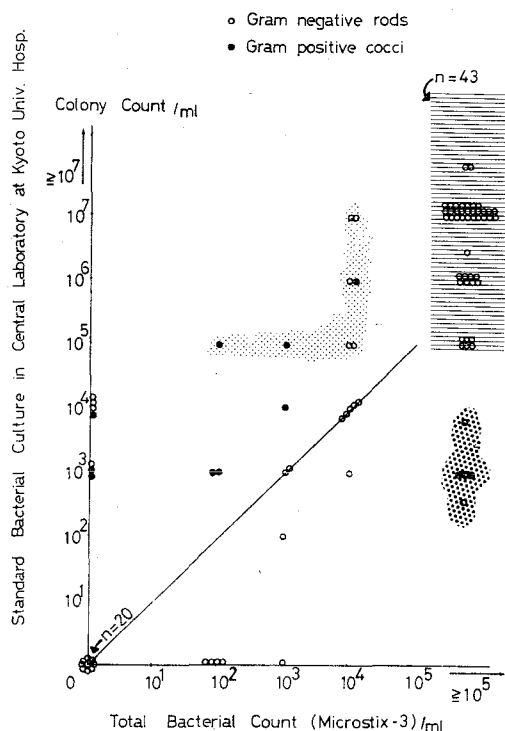 ○ Gram negative rods
● Gram positive cocci
n=43
Standard Bacterial Culture in Central Laboratory at Kyoto Univ. Hosp.
Colony Count /ml
≧10⁷
10⁷
10⁶
10⁵
10⁴
10³
10²
10¹
n=20
0 10¹ 10² 10³ 10⁴ 10⁵ ≧10⁵
Total Bacterial Count (Microstix-3)/ml